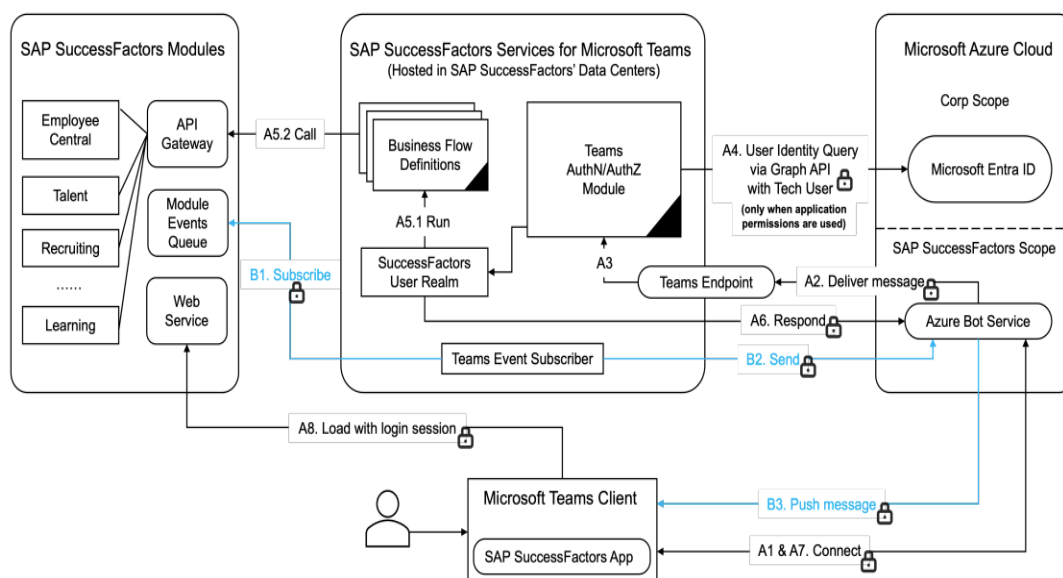 SAP SuccessFactors Modules
Employee
Central
Talent
Recruiting
......
Learning
API
Gateway
Module
Events
Queue
Web
Service
SAP SuccessFactors Services for Microsoft Teams
(Hosted in SAP SuccessFactors' Data Centers)
Business Flow
Definitions
Teams
AuthN/AuthZ
Module
A5.2 Call
A5.1 Run
SuccessFactors
User Realm
A3
Teams Endpoint
Teams Event Subscriber
Microsoft Azure Cloud
Corp Scope
Microsoft Entra ID
A4. User Identity Query
via Graph API
with Tech User
(only when application
permissions are used)
SAP SuccessFactors Scope
A2. Deliver message
Azure Bot Service
A6. Respond
B1. Subscribe
B2. Send
A8. Load with login session
B3. Push message
A1 & A7. Connect
Microsoft Teams Client
SAP SuccessFactors App